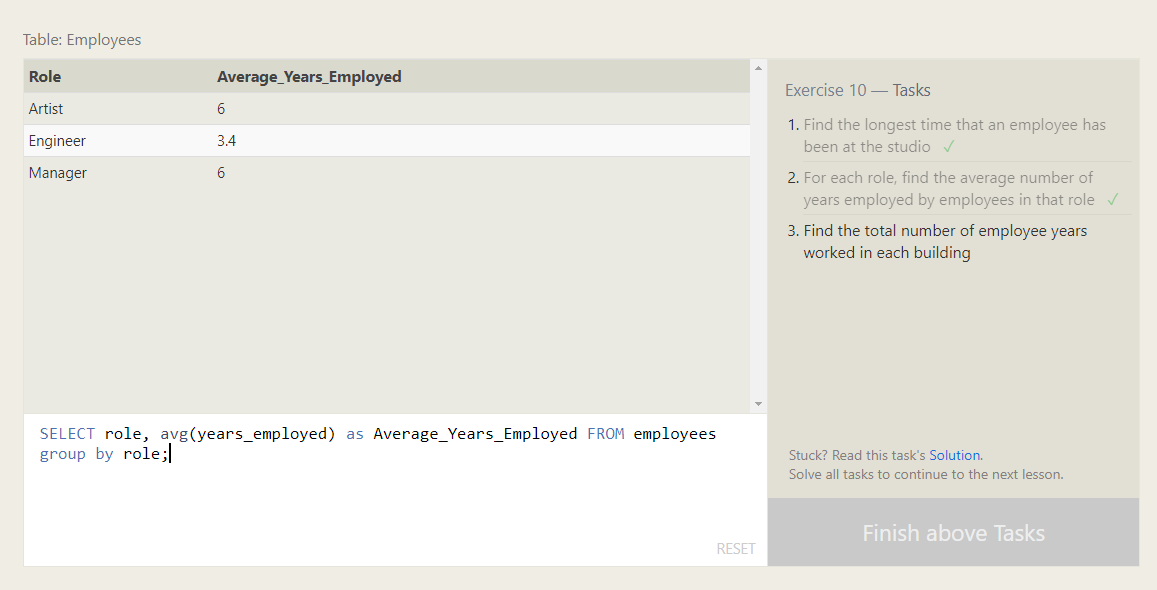 Table: Employees
Role Average_Years_Employed
Artist 6
Engineer 3.4
Manager 6
SELECT role, avg(years_employed) as Average_Years_Employed FROM employees
group by role;
RESET
Exercise 10 — Tasks
1. Find the longest time that an employee has
been at the studio ✓
2. For each role, find the average number of
years employed by employees in that role ✓
3. Find the total number of employee years
worked in each building
Stuck? Read this task's Solution.
Solve all tasks to continue to the next lesson.
Finish above Tasks